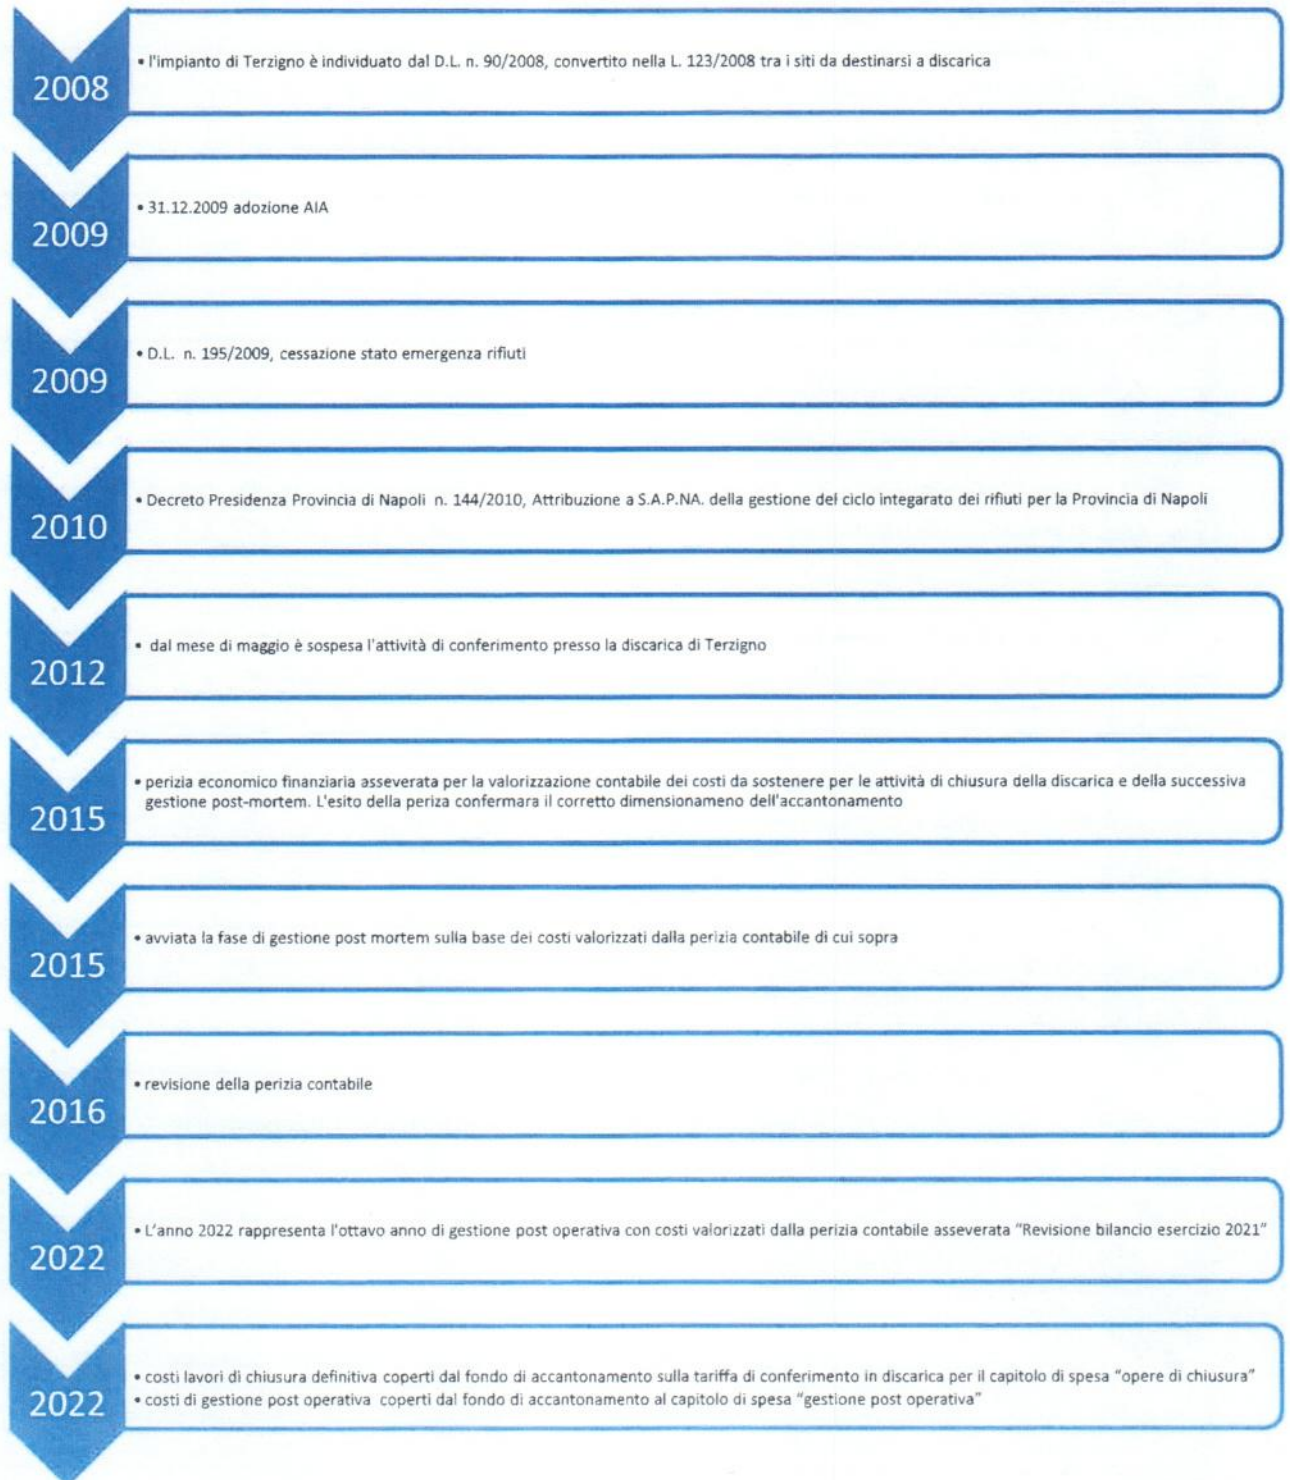 2008
• l'impianto di Terzigno è individuato dal D.L. n. 90/2008, convertito nella L. 123/2008 tra i siti da destinarsi a discarica
2009
• 31.12.2009 adozione AIA
2009
• D.L. n. 195/2009, cessazione stato emergenza rifiuti
2010
• Decreto Presidenza Provincia di Napoli n. 144/2010, Attribuzione a S.A.P.NA. della gestione del ciclo integarato dei rifiuti per la Provincia di Napoli
2012
• dal mese di maggio è sospesa l'attività di conferimento presso la discarica di Terzigno
2015
• perizia economico finanziaria asseverata per la valorizzazione contabile dei costi da sostenere per le attività di chiusura della discarica e della successiva
gestione post-mortem. L'esito della periza confermara il corretto dimensionameno dell'accantonamento
2015
• avviata la fase di gestione post mortem sulla base dei costi valorizzati dalla perizia contabile di cui sopra
2016
• revisione della perizia contabile
2022
• L'anno 2022 rappresenta l'ottavo anno di gestione post operativa con costi valorizzati dalla perizia contabile asseverata "Revisione bilancio esercizio 2021"
2022
• costi lavori di chiusura definitiva coperti dal fondo di accantonamento sulla tariffa di conferimento in discarica per il capitolo di spesa "opere di chiusura"
• costi di gestione post operativa coperti dal fondo di accantonamento al capitolo di spesa "gestione post operativa"